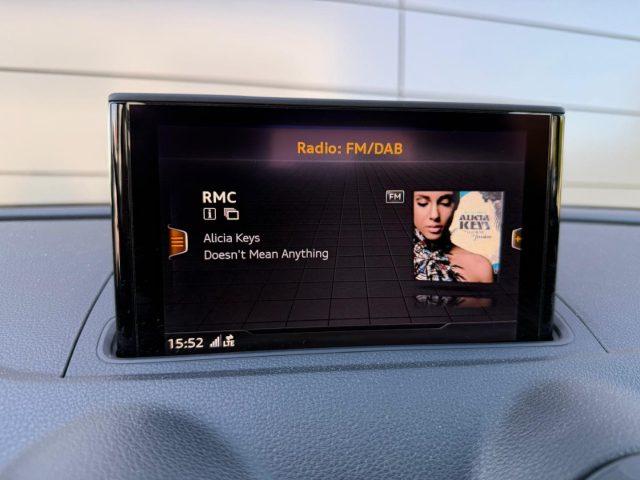 Radio: FM/DAB
RMC
FM
Alicia Keys
Doesn't Mean Anything
ALICIA
KEYS
15:52
LTE